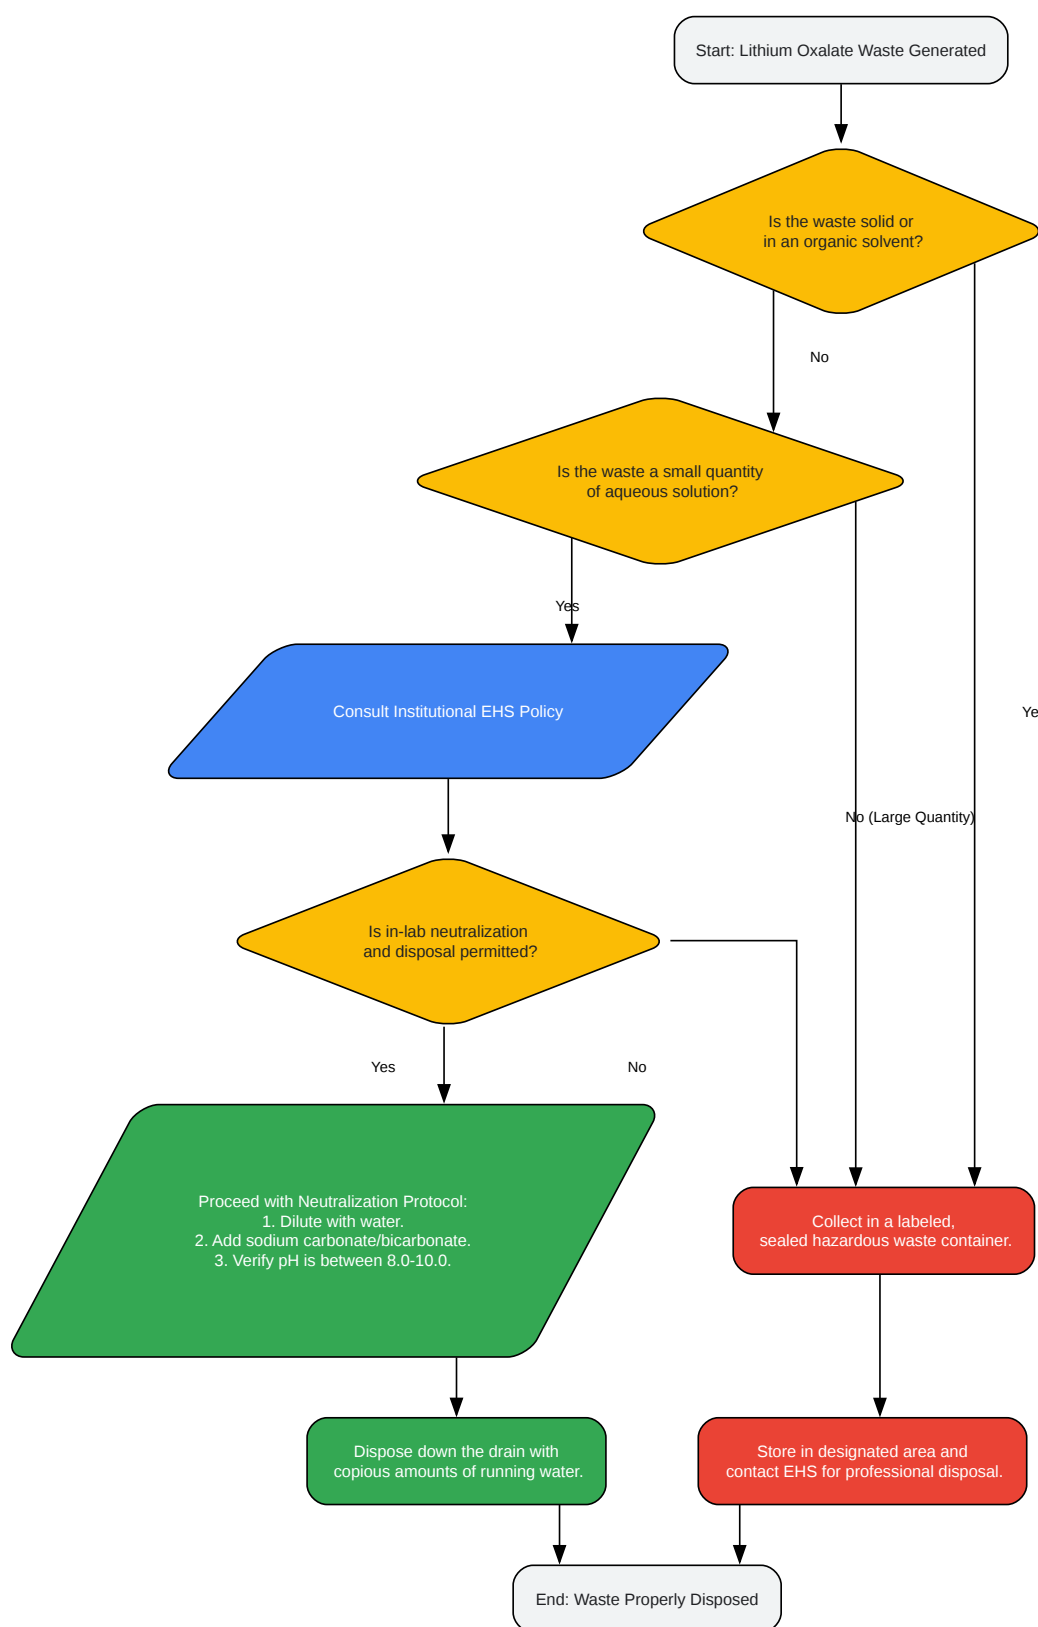 Start: Lithium Oxalate Waste Generated
Is the waste solid or
in an organic solvent?
No
Is the waste a small quantity
of aqueous solution?
Yes
Consult Institutional EHS Policy
Ye
No (Large Quantity)
Is in-lab neutralization
and disposal permitted?
Yes
No
Proceed with Neutralization Protocol:
1. Dilute with water.
2. Add sodium carbonate/bicarbonate.
3. Verify pH is between 8.0-10.0.
Collect in a labeled,
sealed hazardous waste container.
Dispose down the drain with
copious amounts of running water.
Store in designated area and
contact EHS for professional disposal.
End: Waste Properly Disposed